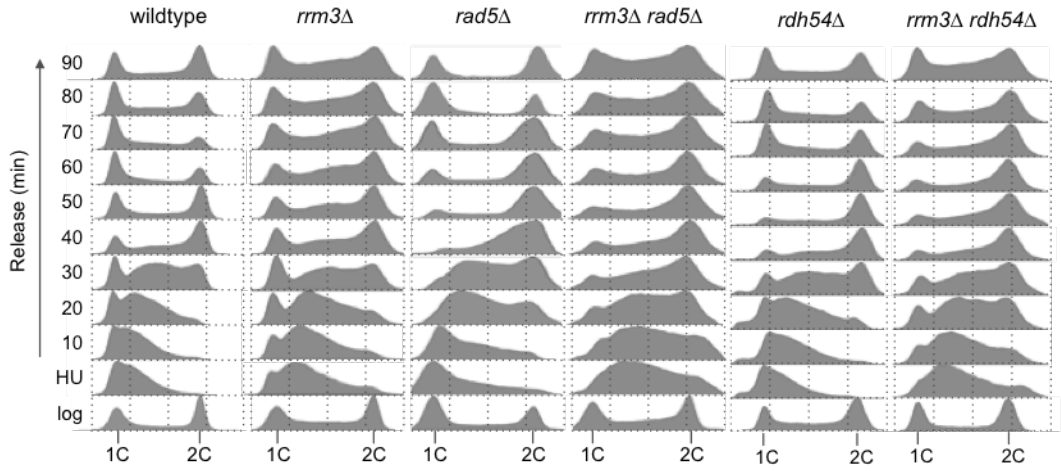 wildtype rrm3Δ rad5Δ rrm3Δ rad5Δ rdh54Δ rrm3Δ rdh54Δ
Release (min)
90
80
70
60
50
40
30
20
10
HU
log
1C 2C 1C 2C 1C 2C 1C 2C 1C 2C 1C 2C